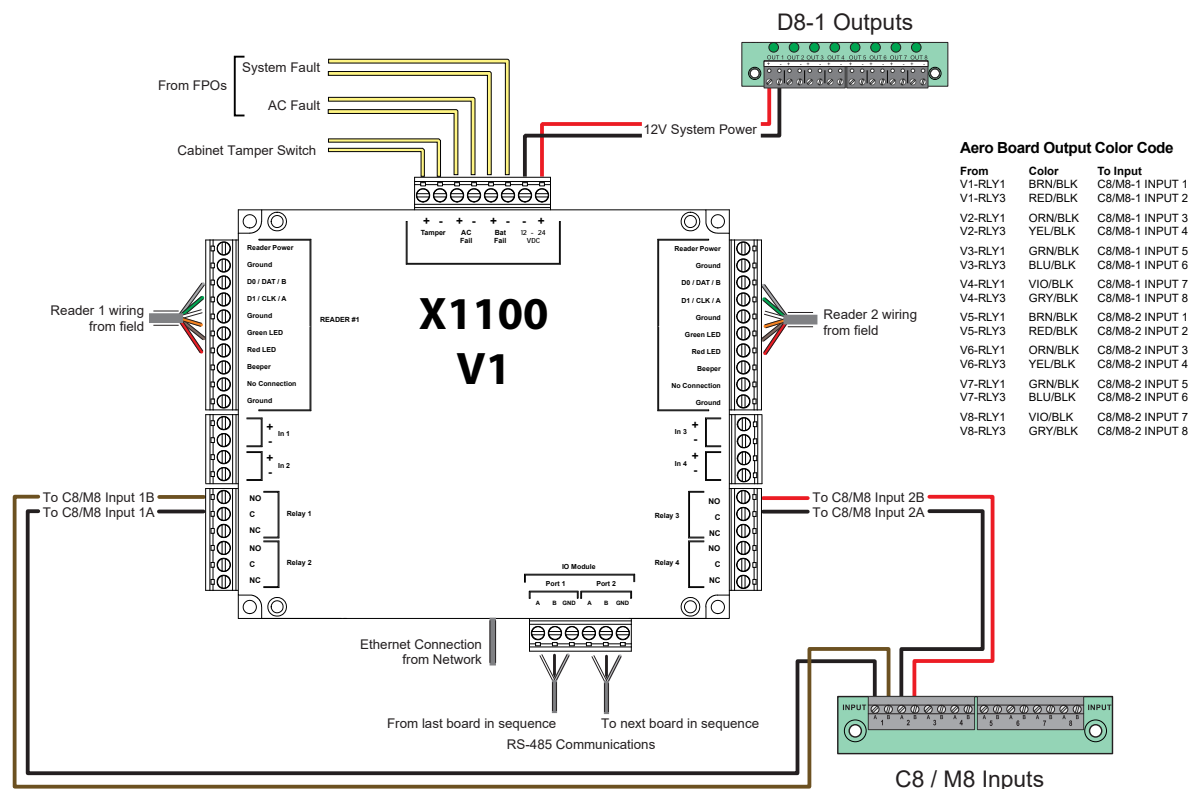 D8-1 Outputs
OUT 1 OUT 2 OUT 3 OUT 4 OUT 5 OUT 6 OUT 7 OUT 8
+ - + - + - + - + - + - + - + -
From FPOs
System Fault
AC Fault
Cabinet Tamper Switch
12V System Power
Aero Board Output Color Code
From Color To Input
V1-RLY1 BRN/BLK C8/M8-1 INPUT 1
V1-RLY3 RED/BLK C8/M8-1 INPUT 2
V2-RLY1 ORN/BLK C8/M8-1 INPUT 3
V2-RLY3 YEL/BLK C8/M8-1 INPUT 4
V3-RLY1 GRN/BLK C8/M8-1 INPUT 5
V3-RLY3 BLU/BLK C8/M8-1 INPUT 6
V4-RLY1 VIO/BLK C8/M8-1 INPUT 7
V4-RLY3 GRY/BLK C8/M8-1 INPUT 8
V5-RLY1 BRN/BLK C8/M8-2 INPUT 1
V5-RLY3 RED/BLK C8/M8-2 INPUT 2
V6-RLY1 ORN/BLK C8/M8-2 INPUT 3
V6-RLY3 YEL/BLK C8/M8-2 INPUT 4
V7-RLY1 GRN/BLK C8/M8-2 INPUT 5
V7-RLY3 BLU/BLK C8/M8-2 INPUT 6
V8-RLY1 VIO/BLK C8/M8-2 INPUT 7
V8-RLY3 GRY/BLK C8/M8-2 INPUT 8
+ - + - + - - +
Tamper AC Bat 12 - 24
Fail Fail VDC
Reader Power
Ground
D0 / DAT / B
D1 / CLK / A
Ground
Green LED
Red LED
Beeper
No Connection
Ground
READER #1
Reader 1 wiring
from field
X1100
V1
Reader Power
Ground
D0 / DAT / B
D1 / CLK / A
Ground
Green LED
Red LED
Beeper
No Connection
Ground
Reader 2 wiring
from field
+
- In 1
+
- In 2
+
In 3 -
+
In 4 -
To C8/M8 Input 1B
To C8/M8 Input 1A
NO
C Relay 1
NC
NO
C Relay 2
NC
NO
Relay 3 C
NC
NO
Relay 4 C
NC
To C8/M8 Input 2B
To C8/M8 Input 2A
IO Module
Port 1 Port 2
A B GND A B GND
Ethernet Connection
from Network
From last board in sequence
To next board in sequence
RS-485 Communications
INPUT INPUT
A B A B A B A B A B A B A B A B
1 2 3 4 5 6 7 8
C8 / M8 Inputs